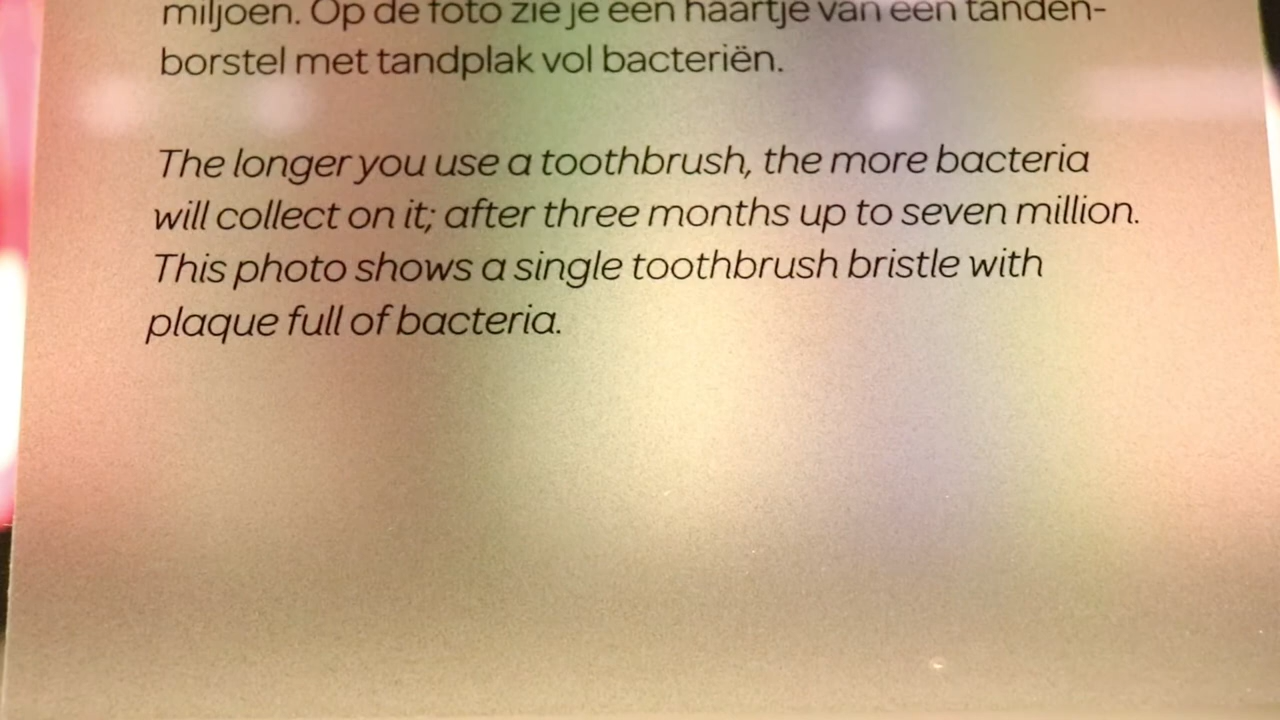 miljoen. Op de foto zie je een haartje van een tanden-
borstel met tandplak vol bacteriën.
The longer you use a toothbrush, the more bacteria
will collect on it; after three months up to seven million.
This photo shows a single toothbrush bristle with
plaque full of bacteria.